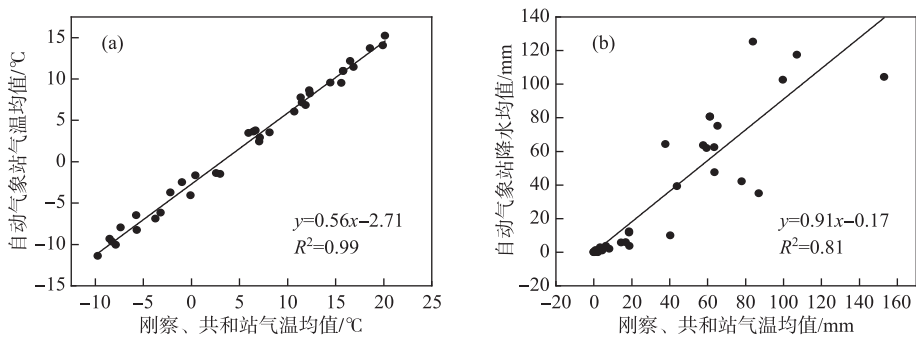 (a)
自动气象站气温均值/℃
15
10
5
0
−5
−10
−15
y=0.56x−2.71
R²=0.99
−10 −5 0 5 10 15 20 25
刚察、共和站气温均值/℃
(b)
自动气象站降水均值/mm
140
120
100
80
60
40
20
0
−20
y=0.91x−0.17
R²=0.81
−20 0 20 40 60 80 100 120 140 160
刚察、共和站气温均值/mm